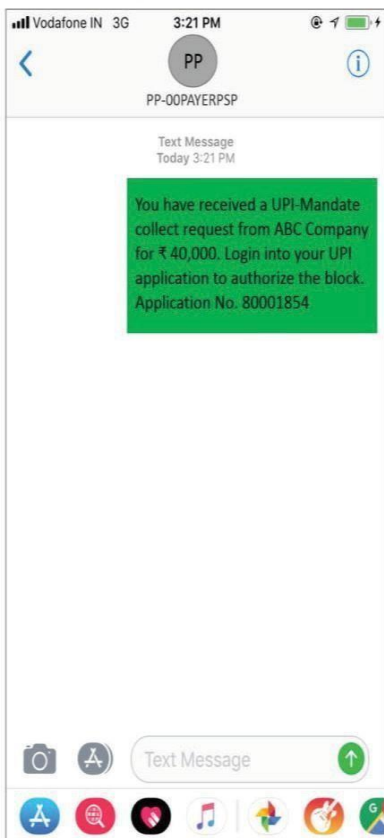 Vodafone IN 3G 3:21 PM
PP
PP-00PAYERPSP
Text Message
Today 3:21 PM
You have received a UPI-Mandate
collect request from ABC Company
for ₹ 40,000. Login into your UPI
application to authorize the block.
Application No. 80001854
Text Message